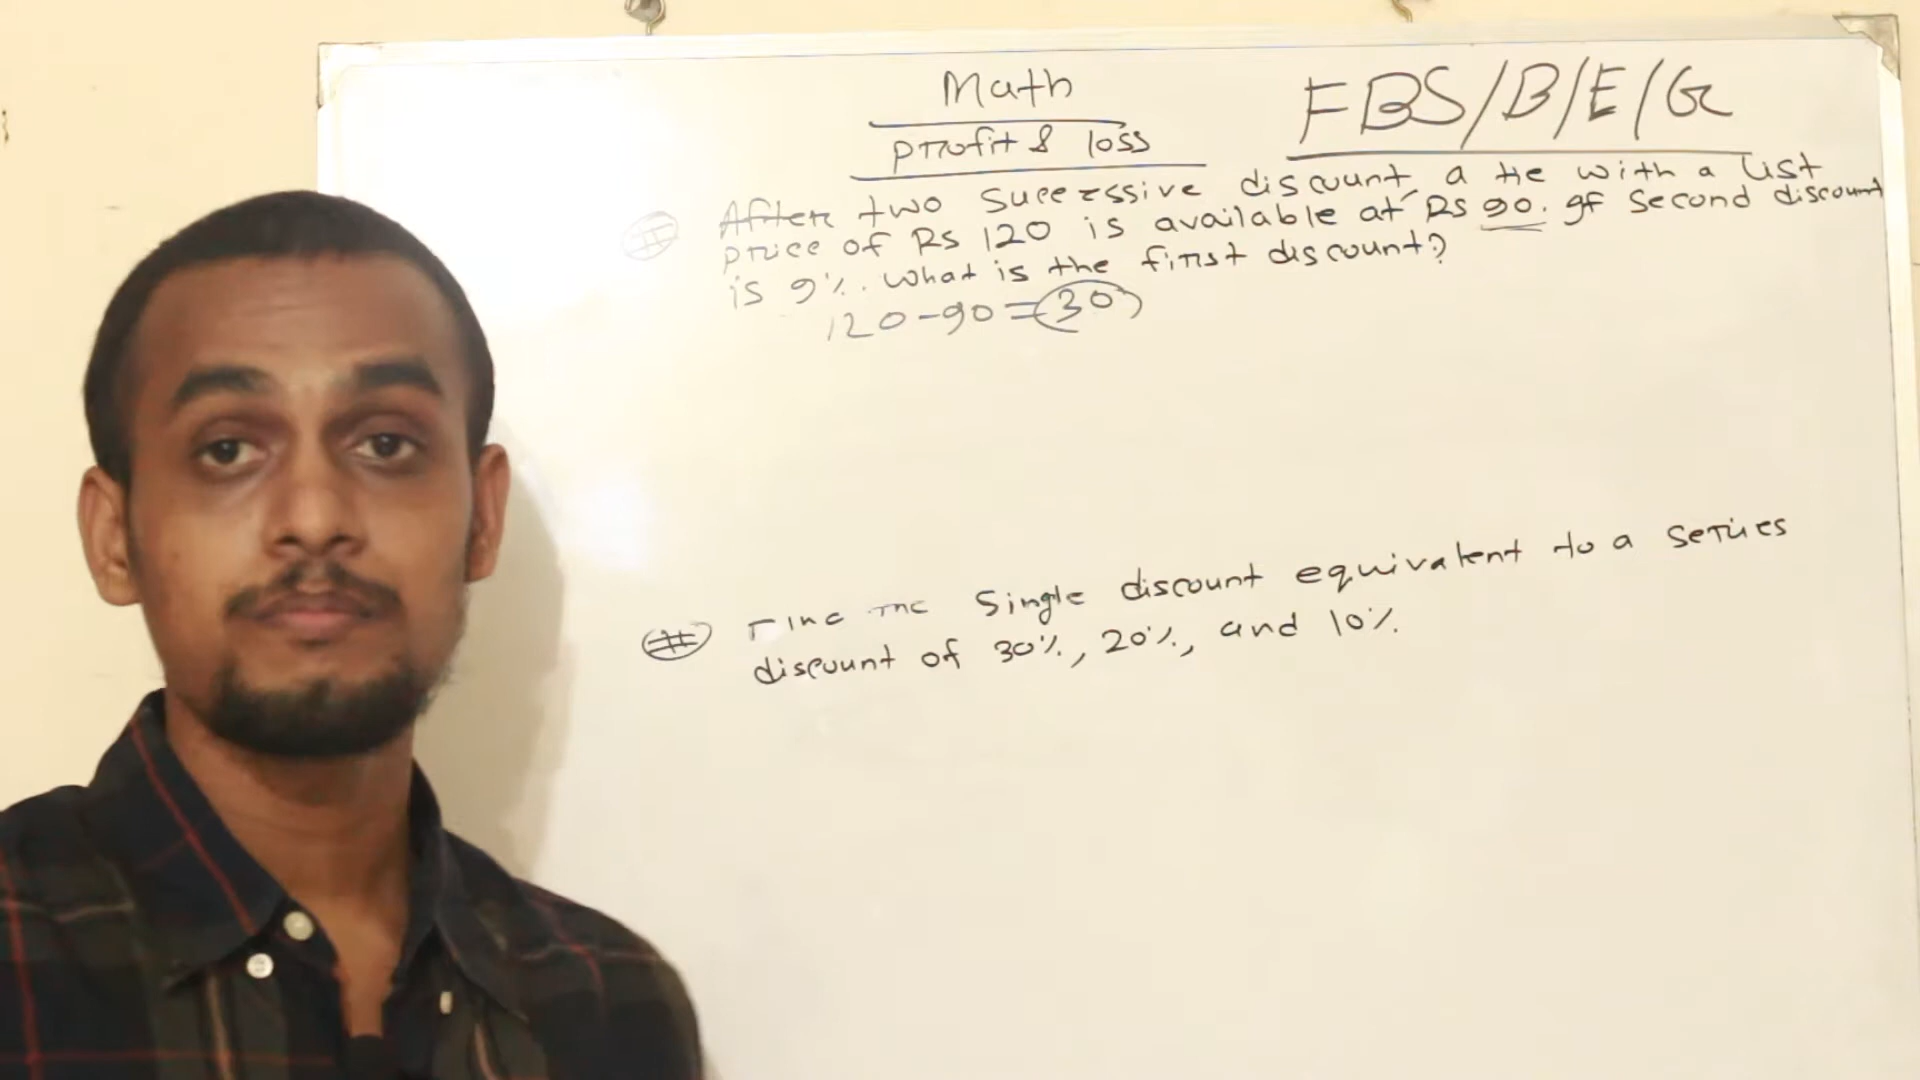 Math
profit & loss
FBS/B/E/G
After two successive discount a tie with a list
price of Rs 120 is available at Rs 90. If second discount
is 9%. What is the first discount?
120-90=30
Find the Single discount equivalent to a series
discount of 30%, 20%, and 10%.